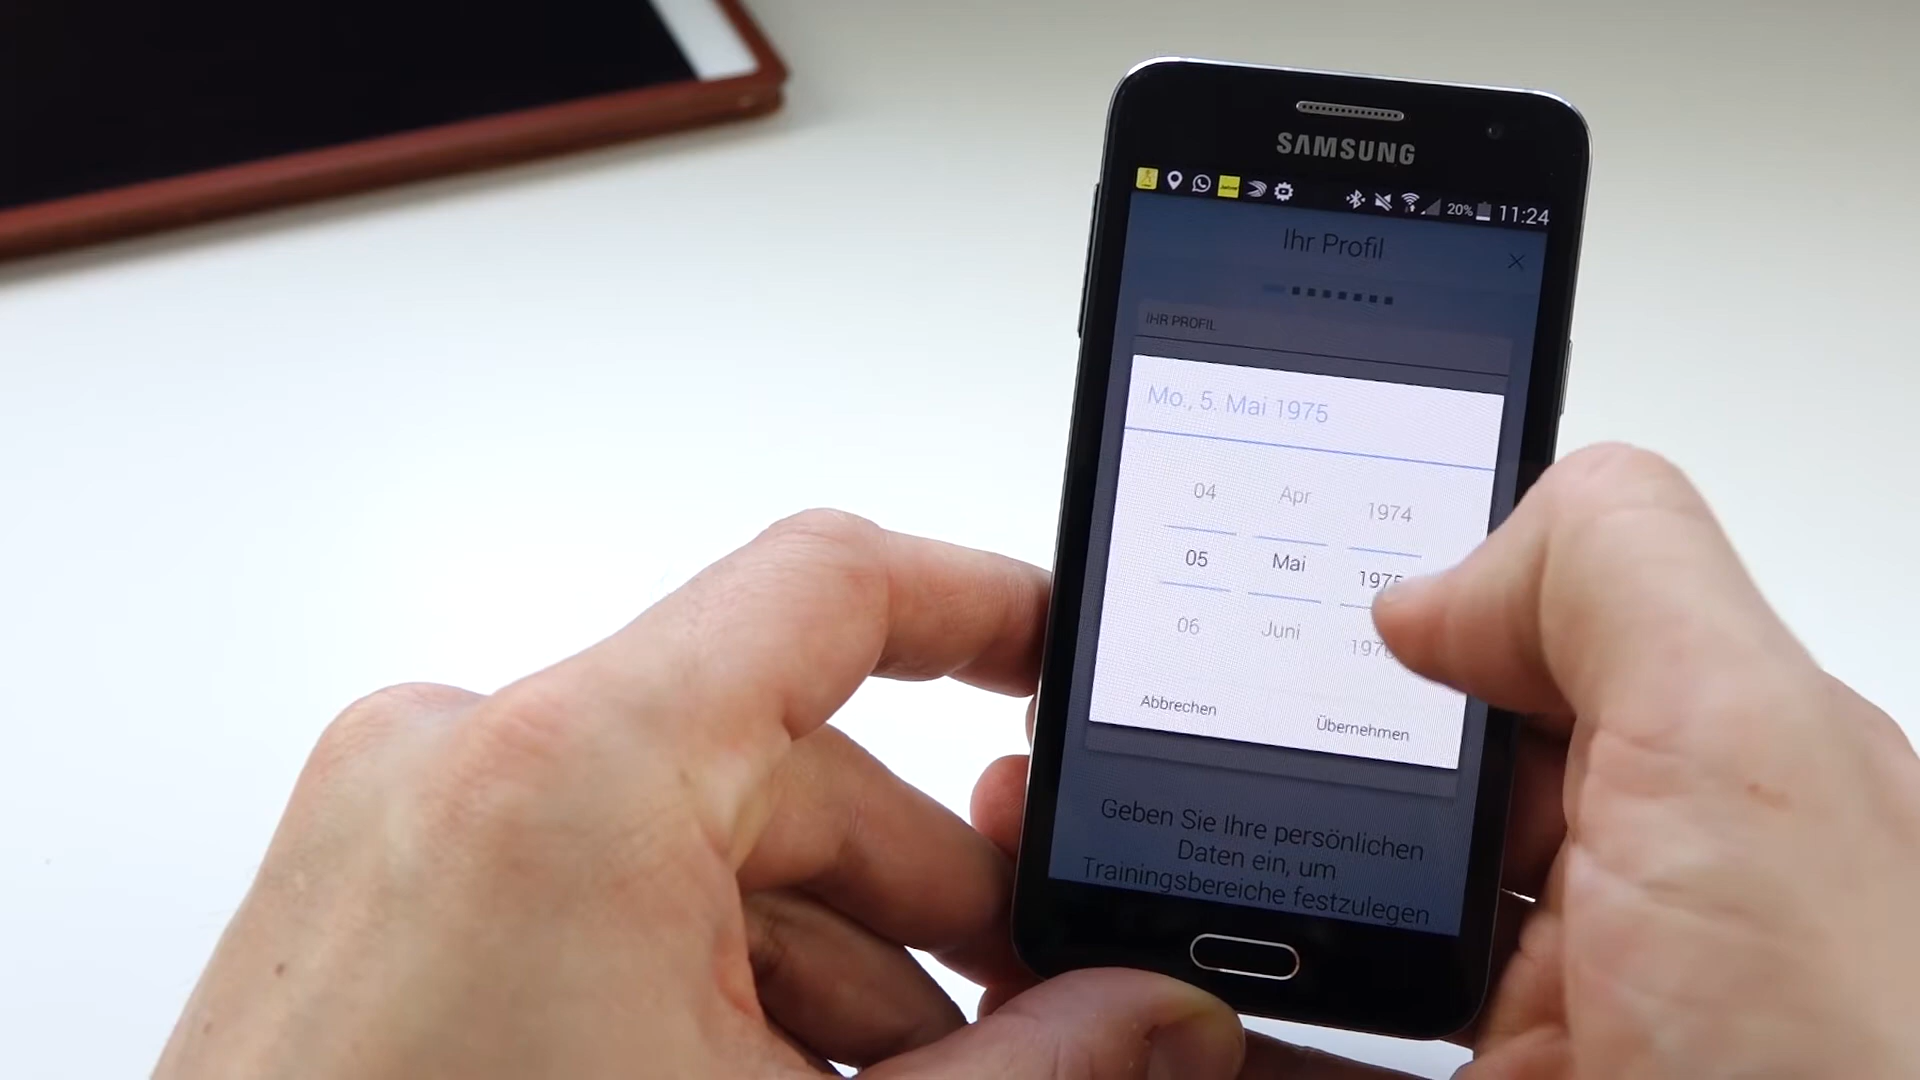 SAMSUNG
20% 11:24
Ihr Profil
IHR PROFIL
Mo., 5. Mai 1975
04 Apr 1974
05 Mai 1975
06 Juni
Abbrechen Übernehmen
Geben Sie Ihre persönlichen
Daten ein, um
Trainingsbereiche festzulegen